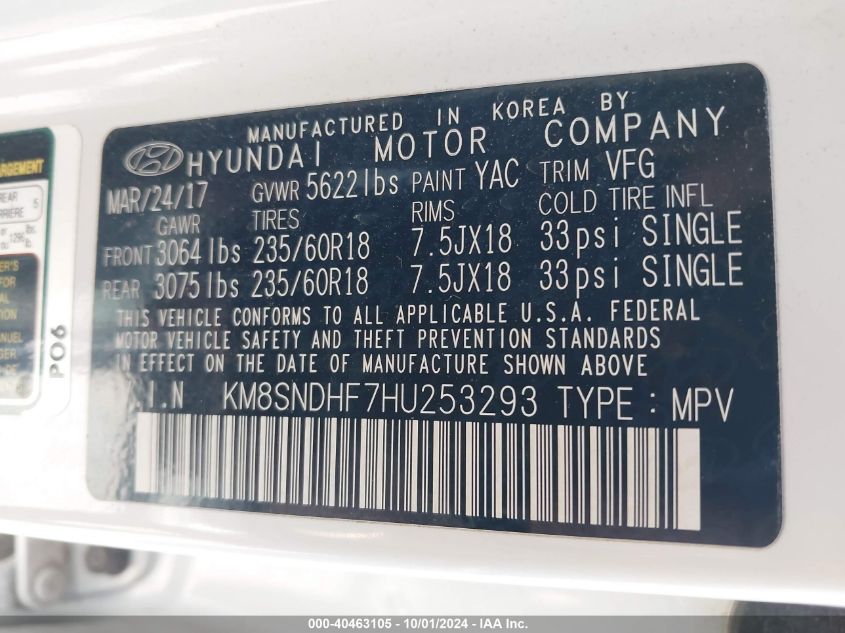 MANUFACTURED IN KOREA BY
HYUNDAI MOTOR COMPANY
MAR/24/17 GVWR 5622lbs PAINT YAC TRIM VFG
GAWR TIRES RIMS COLD TIRE INFL
FRONT 3064lbs 235/60R18 7.5JX18 33psi SINGLE
REAR 3075lbs 235/60R18 7.5JX18 33psi SINGLE
THIS VEHICLE CONFORMS TO ALL APPLICABLE U.S.A. FEDERAL
MOTOR VEHICLE SAFETY AND THEFT PREVENTION STANDARDS
IN EFFECT ON THE DATE OF MANUFACTURE SHOWN ABOVE
.I.N KM8SNDHF7HU253293 TYPE : MPV
REAR
5
lbs.
P06
000-40463105 - 10/01/2024 - IAA Inc.